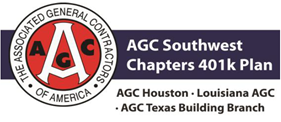 THE ASSOCIATED GENERAL CONTRACTORS
OF AMERICA
AGC
AGC Southwest
Chapters 401k Plan
AGC Houston · Louisiana AGC
· AGC Texas Building Branch